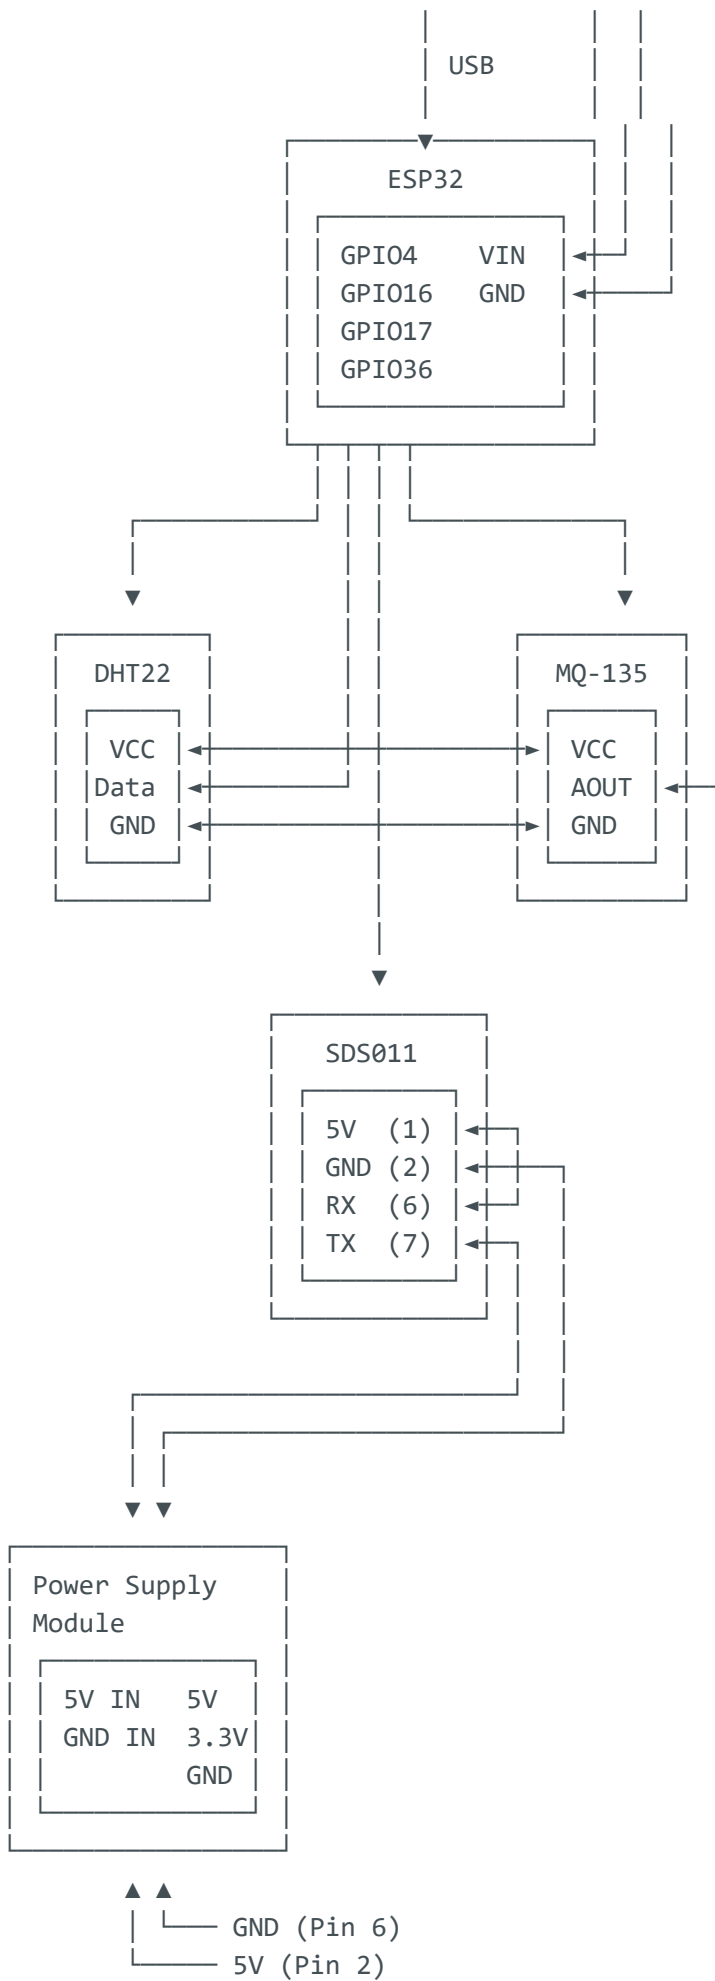 USB
ESP32
GPIO4 VIN
GPIO16 GND
GPIO17
GPIO36
DHT22 MQ-135
VCC VCC
Data AOUT
GND GND
SDS011
5V (1)
GND (2)
RX (6)
TX (7)
Power Supply
Module
5V IN 5V
GND IN 3.3V
GND
GND (Pin 6)
5V (Pin 2)